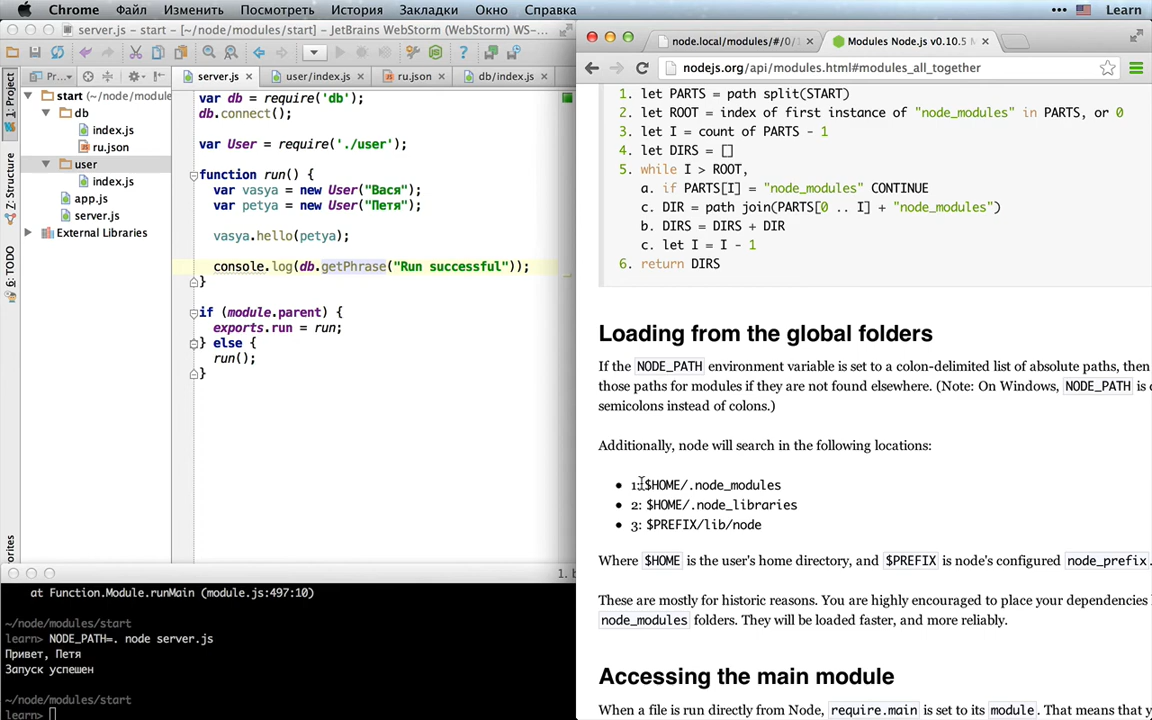 Chrome Файл Изменить Посмотреть История Закладки Окно Справка Learn
server.js – start – [~/node/modules/start] – JetBrains WebStorm (WebStorm) WS-
node.local/modules/#/0/
Modules Node.js v0.10.5 M
nodejs.org/api/modules.html#modules_all_together
1: Project
Z: Structure
6: TODO
orites
Pr...
server.js
user/index.js
ru.json
db/index.js
start (~/node/module
db
index.js
ru.json
user
index.js
app.js
server.js
External Libraries
var db = require('db');
db.connect();
var User = require('./user');
function run() {
var vasya = new User("Вася");
var petya = new User("Петя");
vasya.hello(petya);
console.log(db.getPhrase("Run successful"));
}
if (module.parent) {
exports.run = run;
} else {
run();
}
1. b
at Function.Module.runMain (module.js:497:10)
~/node/modules/start
learn> NODE_PATH=. node server.js
Привет, Петя
Запуск успешен
~/node/modules/start
learn>
1. let PARTS = path split(START)
2. let ROOT = index of first instance of "node_modules" in PARTS, or 0
3. let I = count of PARTS - 1
4. let DIRS = []
5. while I > ROOT,
a. if PARTS[I] = "node_modules" CONTINUE
c. DIR = path join(PARTS[0 .. I] + "node_modules")
b. DIRS = DIRS + DIR
c. let I = I - 1
6. return DIRS
Loading from the global folders
If the NODE_PATH environment variable is set to a colon-delimited list of absolute paths, then
those paths for modules if they are not found elsewhere. (Note: On Windows, NODE_PATH is
semicolons instead of colons.)
Additionally, node will search in the following locations:
• 1: $HOME/.node_modules
• 2: $HOME/.node_libraries
• 3: $PREFIX/lib/node
Where $HOME is the user's home directory, and $PREFIX is node's configured node_prefix.
These are mostly for historic reasons. You are highly encouraged to place your dependencies
node_modules folders. They will be loaded faster, and more reliably.
Accessing the main module
When a file is run directly from Node, require.main is set to its module. That means that